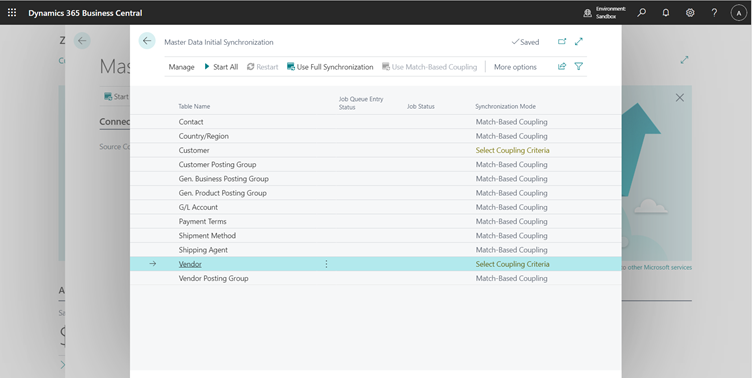 Dynamics 365 Business Central
Environment:
Sandbox
?
A
Master Data Initial Synchronization
Saved
Manage Start All Restart Use Full Synchronization Use Match-Based Coupling More options
Table Name
Job Queue Entry
Status
Job Status
Synchronization Mode
Contact Match-Based Coupling
Country/Region Match-Based Coupling
Customer Select Coupling Criteria
Customer Posting Group Match-Based Coupling
Gen. Business Posting Group Match-Based Coupling
Gen. Product Posting Group Match-Based Coupling
G/L Account Match-Based Coupling
Payment Terms Match-Based Coupling
Shipment Method Match-Based Coupling
Shipping Agent Match-Based Coupling
Vendor Select Coupling Criteria
Vendor Posting Group Match-Based Coupling
Z
Mas
Start
Connec
Source Co
to other Microsoft services
A
Sa
$